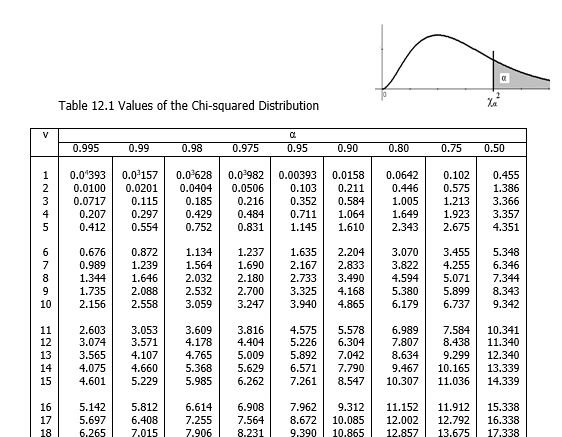 α
0
χα²
Table 12.1 Values of the Chi-squared Distribution
v α
0.995 0.99 0.98 0.975 0.95 0.90 0.80 0.75 0.50
1 0.0⁴393 0.0³157 0.0³628 0.0³982 0.00393 0.0158 0.0642 0.102 0.455
2 0.0100 0.0201 0.0404 0.0506 0.103 0.211 0.446 0.575 1.386
3 0.0717 0.115 0.185 0.216 0.352 0.584 1.005 1.213 3.366
4 0.207 0.297 0.429 0.484 0.711 1.064 1.649 1.923 3.357
5 0.412 0.554 0.752 0.831 1.145 1.610 2.343 2.675 4.351
6 0.676 0.872 1.134 1.237 1.635 2.204 3.070 3.455 5.348
7 0.989 1.239 1.564 1.690 2.167 2.833 3.822 4.255 6.346
8 1.344 1.646 2.032 2.180 2.733 3.490 4.594 5.071 7.344
9 1.735 2.088 2.532 2.700 3.325 4.168 5.380 5.899 8.343
10 2.156 2.558 3.059 3.247 3.940 4.865 6.179 6.737 9.342
11 2.603 3.053 3.609 3.816 4.575 5.578 6.989 7.584 10.341
12 3.074 3.571 4.178 4.404 5.226 6.304 7.807 8.438 11.340
13 3.565 4.107 4.765 5.009 5.892 7.042 8.634 9.299 12.340
14 4.075 4.660 5.368 5.629 6.571 7.790 9.467 10.165 13.339
15 4.601 5.229 5.985 6.262 7.261 8.547 10.307 11.036 14.339
16 5.142 5.812 6.614 6.908 7.962 9.312 11.152 11.912 15.338
17 5.697 6.408 7.255 7.564 8.672 10.085 12.002 12.792 16.338
18 6.265 7.015 7.906 8.231 9.390 10.865 12.857 13.675 17.338